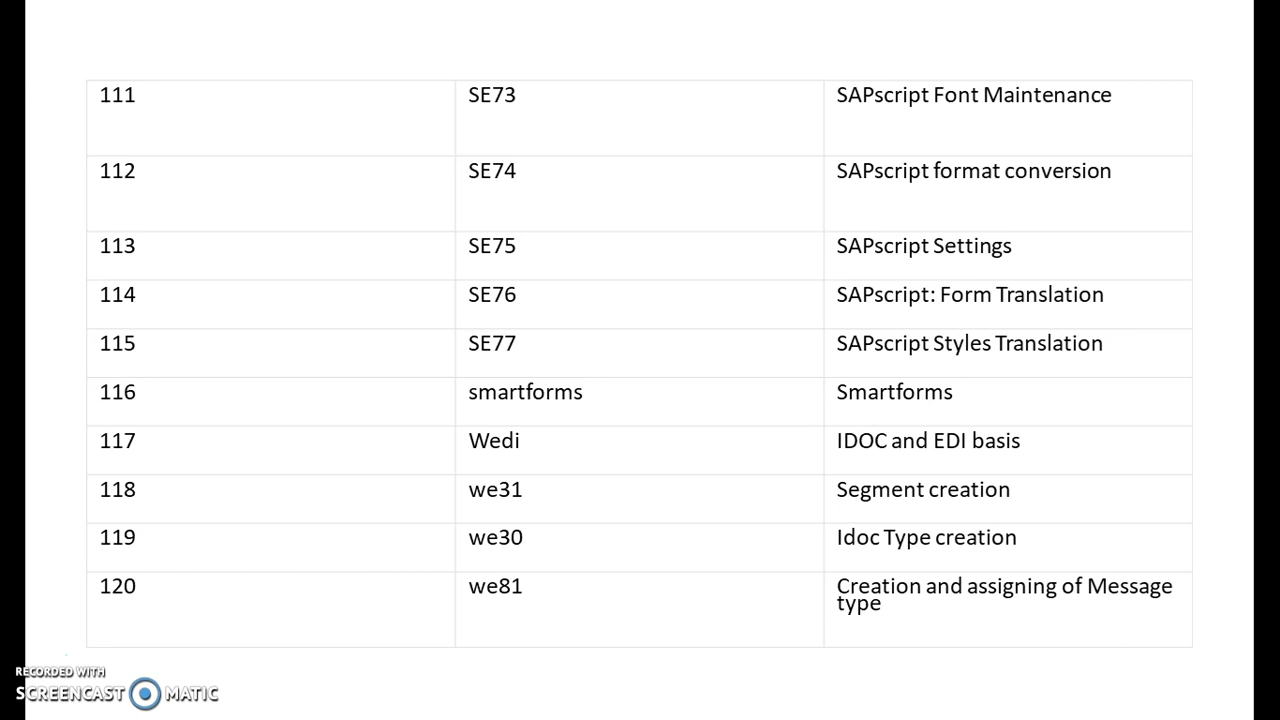 111 SE73 SAPscript Font Maintenance
112 SE74 SAPscript format conversion
113 SE75 SAPscript Settings
114 SE76 SAPscript: Form Translation
115 SE77 SAPscript Styles Translation
116 smartforms Smartforms
117 Wedi IDOC and EDI basis
118 we31 Segment creation
119 we30 Idoc Type creation
120 we81 Creation and assigning of Message
type
RECORDED WITH
SCREENCAST MATIC